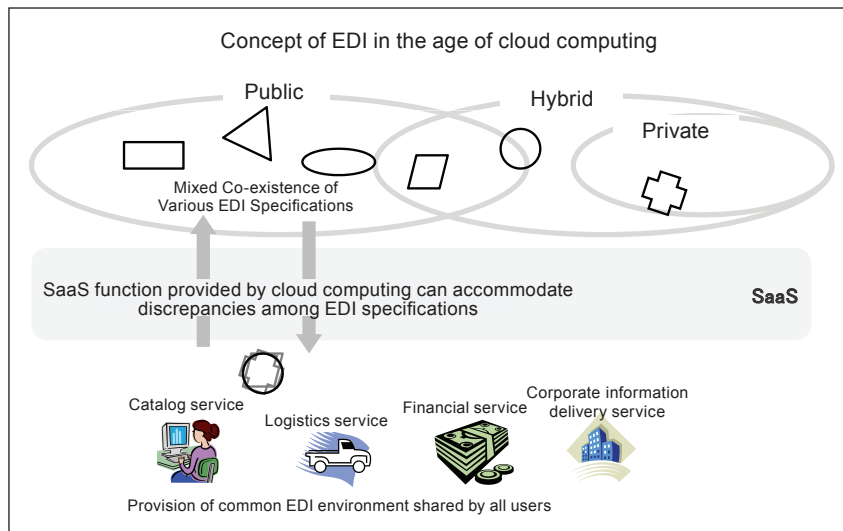 Concept of EDI in the age of cloud computing
Public
Hybrid
Private
Mixed Co-existence of
Various EDI Specifications
SaaS function provided by cloud computing can accommodate
discrepancies among EDI specifications
SaaS
Catalog service
Logistics service
Financial service
Corporate information
delivery service
Provision of common EDI environment shared by all users